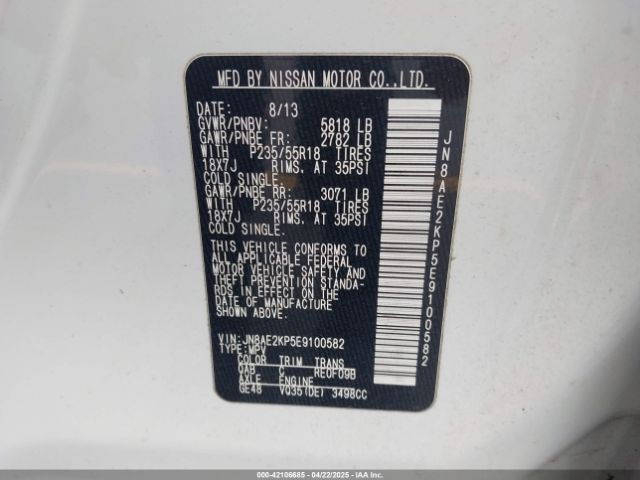 MFD BY NISSAN MOTOR CO.,LTD.
DATE: 8/13
GVWR/PNBV: 5818 LB
GAWR/PNBE FR: 2782 LB
WITH P235/55R18 TIRES
18X7J RIMS, AT 35PSI
COLD SINGLE.
GAWR/PNBE RR: 3071 LB
WITH P235/55R18 TIRES
18X7J RIMS, AT 35PSI
COLD SINGLE.
THIS VEHICLE CONFORMS TO
ALL APPLICABLE FEDERAL
MOTOR VEHICLE SAFETY AND
THEFT PREVENTION STANDA-
RDS IN EFFECT ON THE
DATE OF MANUFACTURE
SHOWN ABOVE.
VIN: JN8AE2KP5E9100582
TYPE: MPV
COLOR TRIM TRANS
QAB C RE0F09B
AXLE ENGINE
GE48 VQ35(DE) 3498CC
JN8AE2KP5E9100582
000-42106685 - 04/22/2025 - IAAI.COM